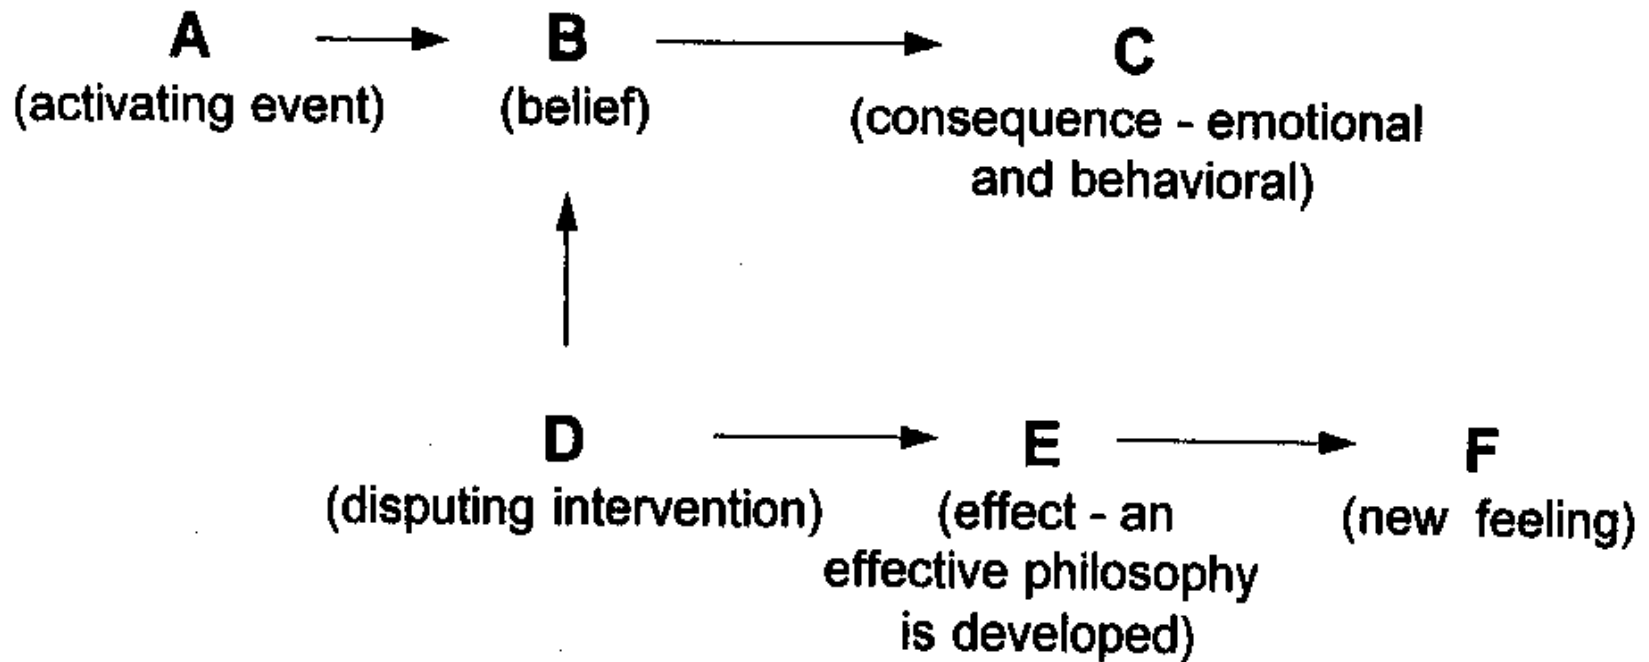 A B C
(activating event) (belief) (consequence - emotional
and behavioral)
D E F
(disputing intervention) (effect - an (new feeling)
effective philosophy
is developed)